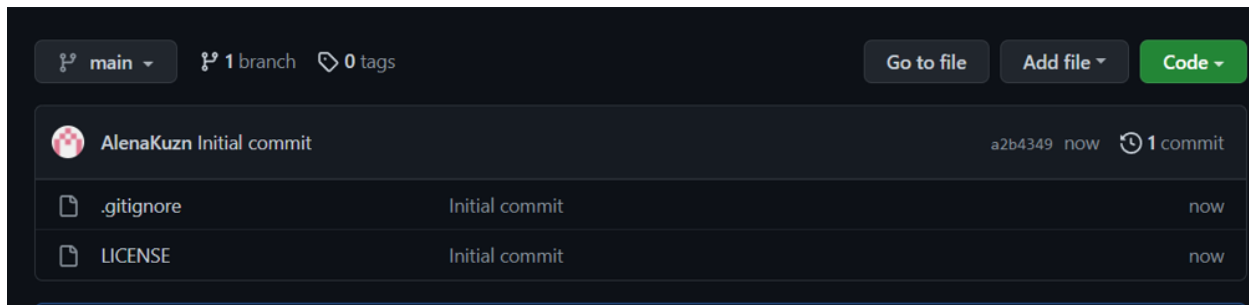 main 1 branch 0 tags Go to file Add file Code
AlenaKuzn Initial commit a2b4349 now 1 commit
.gitignore Initial commit now
LICENSE Initial commit now